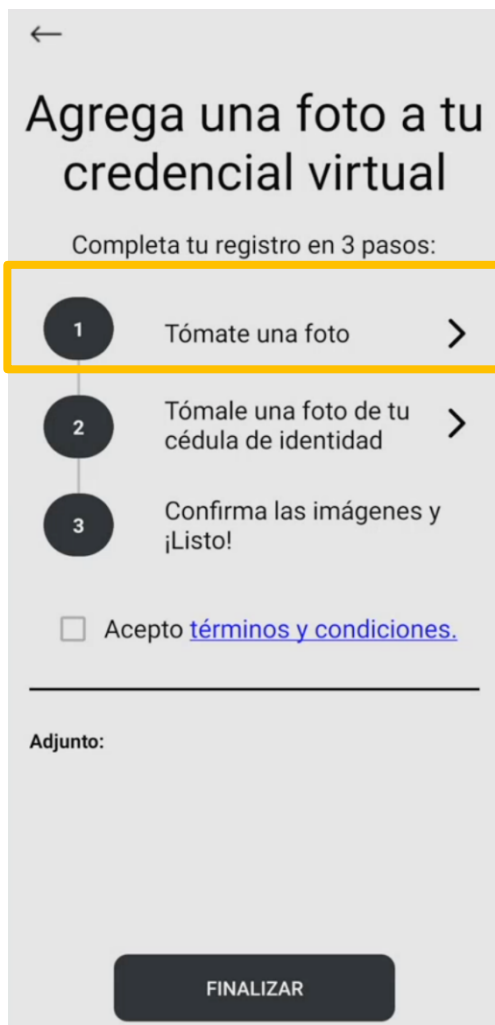 Agrega una foto a tu
credencial virtual
Completa tu registro en 3 pasos:
1 Tómate una foto
2 Tómale una foto de tu
cédula de identidad
3 Confirma las imágenes y
¡Listo!
Acepto términos y condiciones.
Adjunto:
FINALIZAR